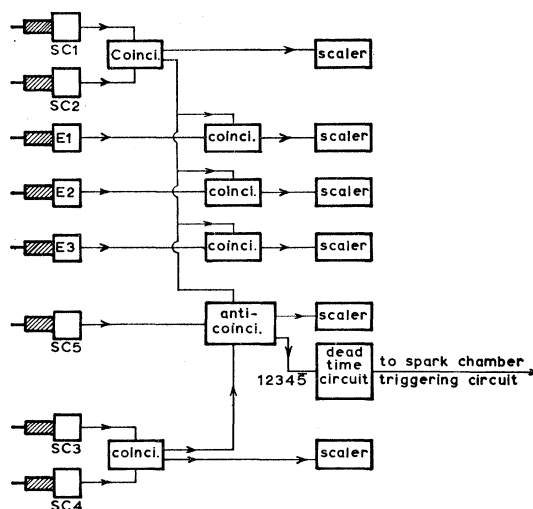 SC1
Coinci.
scaler
SC2
E1
coinci.
scaler
E2
coinci.
scaler
E3
coinci.
scaler
SC5
anti-
coinci.
scaler
12345̅
dead
time
circuit
to spark chamber
triggering circuit
SC3
coinci.
scaler
SC4